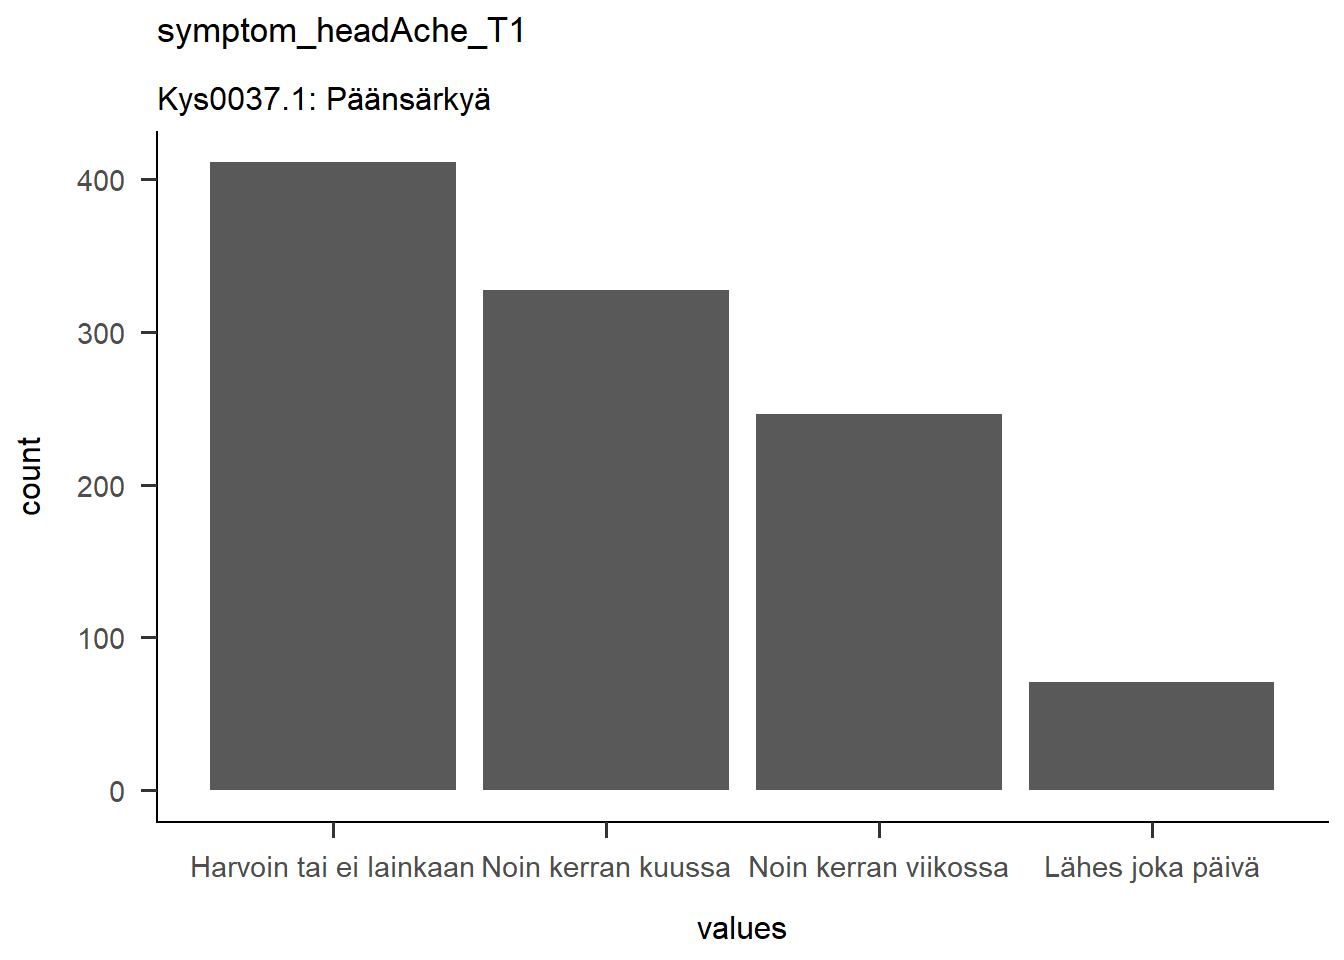 symptom_headAche_T1
Kys0037.1: Päänsärkyä
400
300
200
100
0
count
Harvoin tai ei lainkaan Noin kerran kuussa Noin kerran viikossa Lähes joka päivä
values